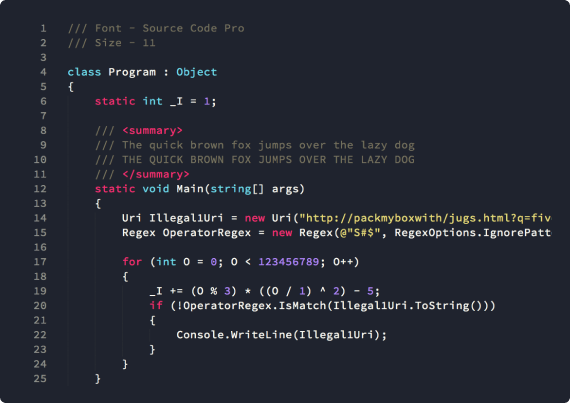 1 /// Font - Source Code Pro
2 /// Size - 11
3
4 class Program : Object
5 {
6     static int _I = 1;
7
8     /// <summary>
9     /// The quick brown fox jumps over the lazy dog
10     /// THE QUICK BROWN FOX JUMPS OVER THE LAZY DOG
11     /// </summary>
12     static void Main(string[] args)
13     {
14         Uri Illegal1Uri = new Uri("http://packmyboxwith/jugs.html?q=five
15         Regex OperatorRegex = new Regex(@"S#$", RegexOptions.IgnorePatt
16
17         for (int O = 0; O < 123456789; O++)
18         {
19             _I += (O % 3) * ((O / 1) ^ 2) - 5;
20             if (!OperatorRegex.IsMatch(Illegal1Uri.ToString()))
21             {
22                 Console.WriteLine(Illegal1Uri);
23             }
24         }
25     }